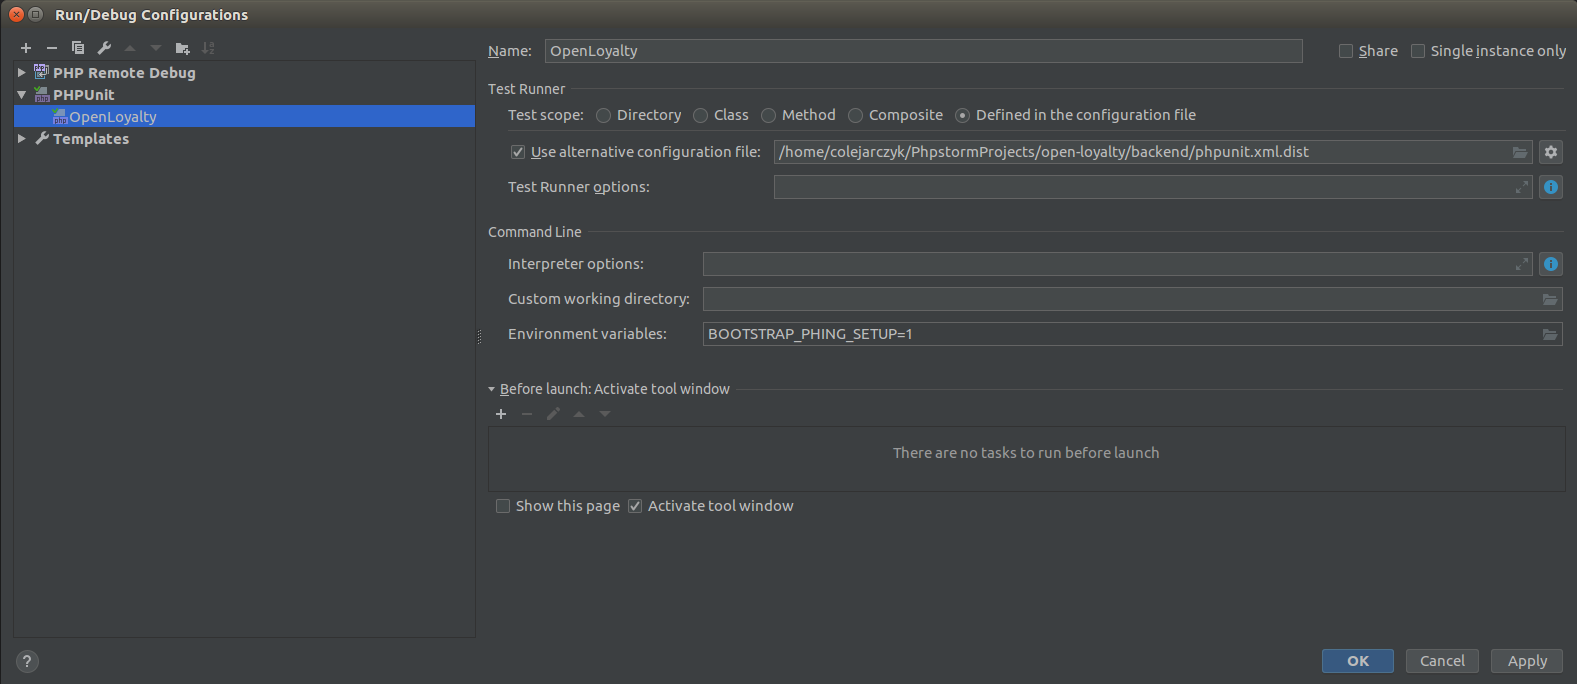 Run/Debug Configurations
PHP Remote Debug
PHPUnit
OpenLoyalty
Templates
Name: OpenLoyalty Share Single instance only
Test Runner
Test scope: Directory Class Method Composite Defined in the configuration file
Use alternative configuration file: /home/colejarczyk/PhpstormProjects/open-loyalty/backend/phpunit.xml.dist
Test Runner options:
Command Line
Interpreter options:
Custom working directory:
Environment variables: BOOTSTRAP_PHING_SETUP=1
Before launch: Activate tool window
There are no tasks to run before launch
Show this page Activate tool window
? OK Cancel Apply